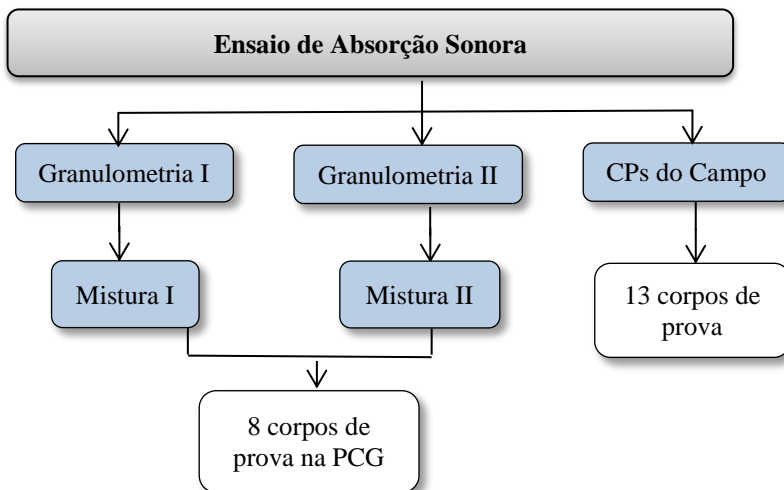 Ensaio de Absorção Sonora
Granulometria I
Granulometria II
CPs do Campo
Mistura I
Mistura II
13 corpos de
prova
8 corpos de
prova na PCG